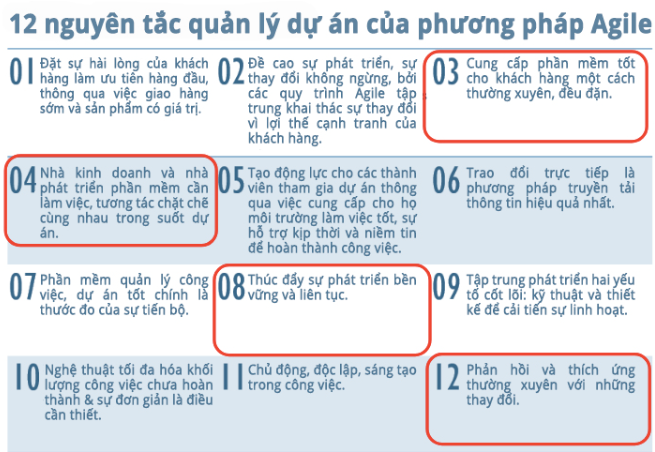 12 nguyên tắc quản lý dự án của phương pháp Agile
01 Đặt sự hài lòng của khách
hàng làm ưu tiên hàng đầu,
thông qua việc giao hàng
sớm và sản phẩm có giá trị.
02 Đề cao sự phát triển, sự
thay đổi không ngừng, bởi
các quy trình Agile tập
trung khai thác sự thay đổi
vì lợi thế cạnh tranh của
khách hàng.
03 Cung cấp phần mềm tốt
cho khách hàng một cách
thường xuyên, đều đặn.
04 Nhà kinh doanh và nhà
phát triển phần mềm cần
làm việc, tương tác chặt chẽ
cùng nhau trong suốt dự
án.
05 Tạo động lực cho các thành
viên tham gia dự án thông
qua việc cung cấp cho họ
môi trường làm việc tốt, sự
hỗ trợ kịp thời và niềm tin
để hoàn thành công việc.
06 Trao đổi trực tiếp là
phương pháp truyền tải
thông tin hiệu quả nhất.
07 Phần mềm quản lý công
việc, dự án tốt chính là
thước đo của sự tiến bộ.
08 Thúc đẩy sự phát triển bền
vững và liên tục.
09 Tập trung phát triển hai yếu
tố cốt lõi: kỹ thuật và thiết
kế để cải tiến sự linh hoạt.
10 Nghệ thuật tối đa hóa khối
lượng công việc chưa hoàn
thành & sự đơn giản là điều
cần thiết.
11 Chủ động, độc lập, sáng tạo
trong công việc.
12 Phản hồi và thích ứng
thường xuyên với những
thay đổi.